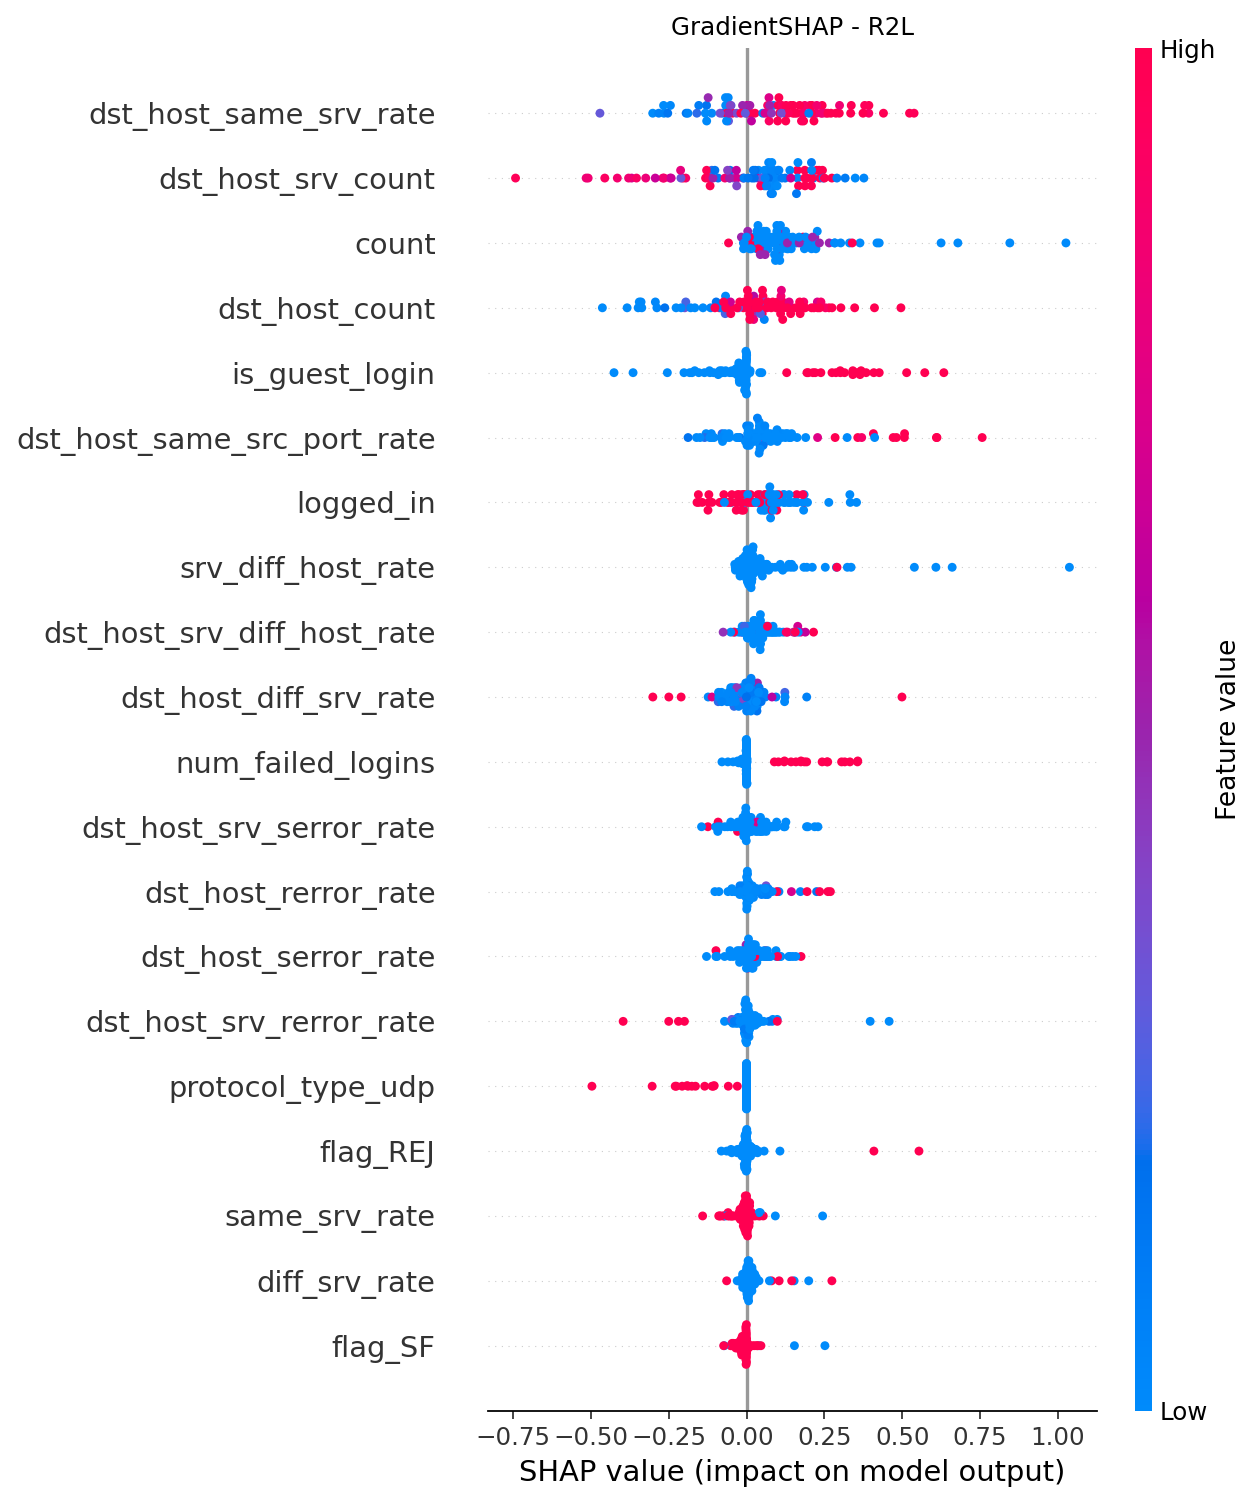 GradientSHAP - R2L
High
dst_host_same_srv_rate
dst_host_srv_count
count
dst_host_count
is_guest_login
dst_host_same_src_port_rate
logged_in
srv_diff_host_rate
dst_host_srv_diff_host_rate
dst_host_diff_srv_rate
num_failed_logins
dst_host_srv_serror_rate
dst_host_rerror_rate
dst_host_serror_rate
dst_host_srv_rerror_rate
protocol_type_udp
flag_REJ
same_srv_rate
diff_srv_rate
flag_SF
Feature value
Low
−0.75 −0.50 −0.25 0.00 0.25 0.50 0.75 1.00
SHAP value (impact on model output)